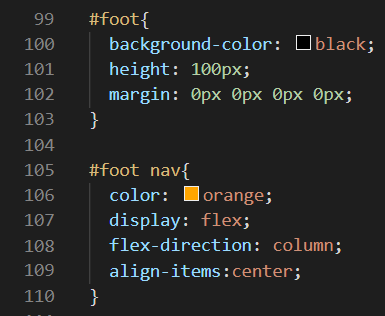 99 #foot{
100 background-color: black;
101 height: 100px;
102 margin: 0px 0px 0px 0px;
103 }
104
105 #foot nav{
106 color: orange;
107 display: flex;
108 flex-direction: column;
109 align-items:center;
110 }